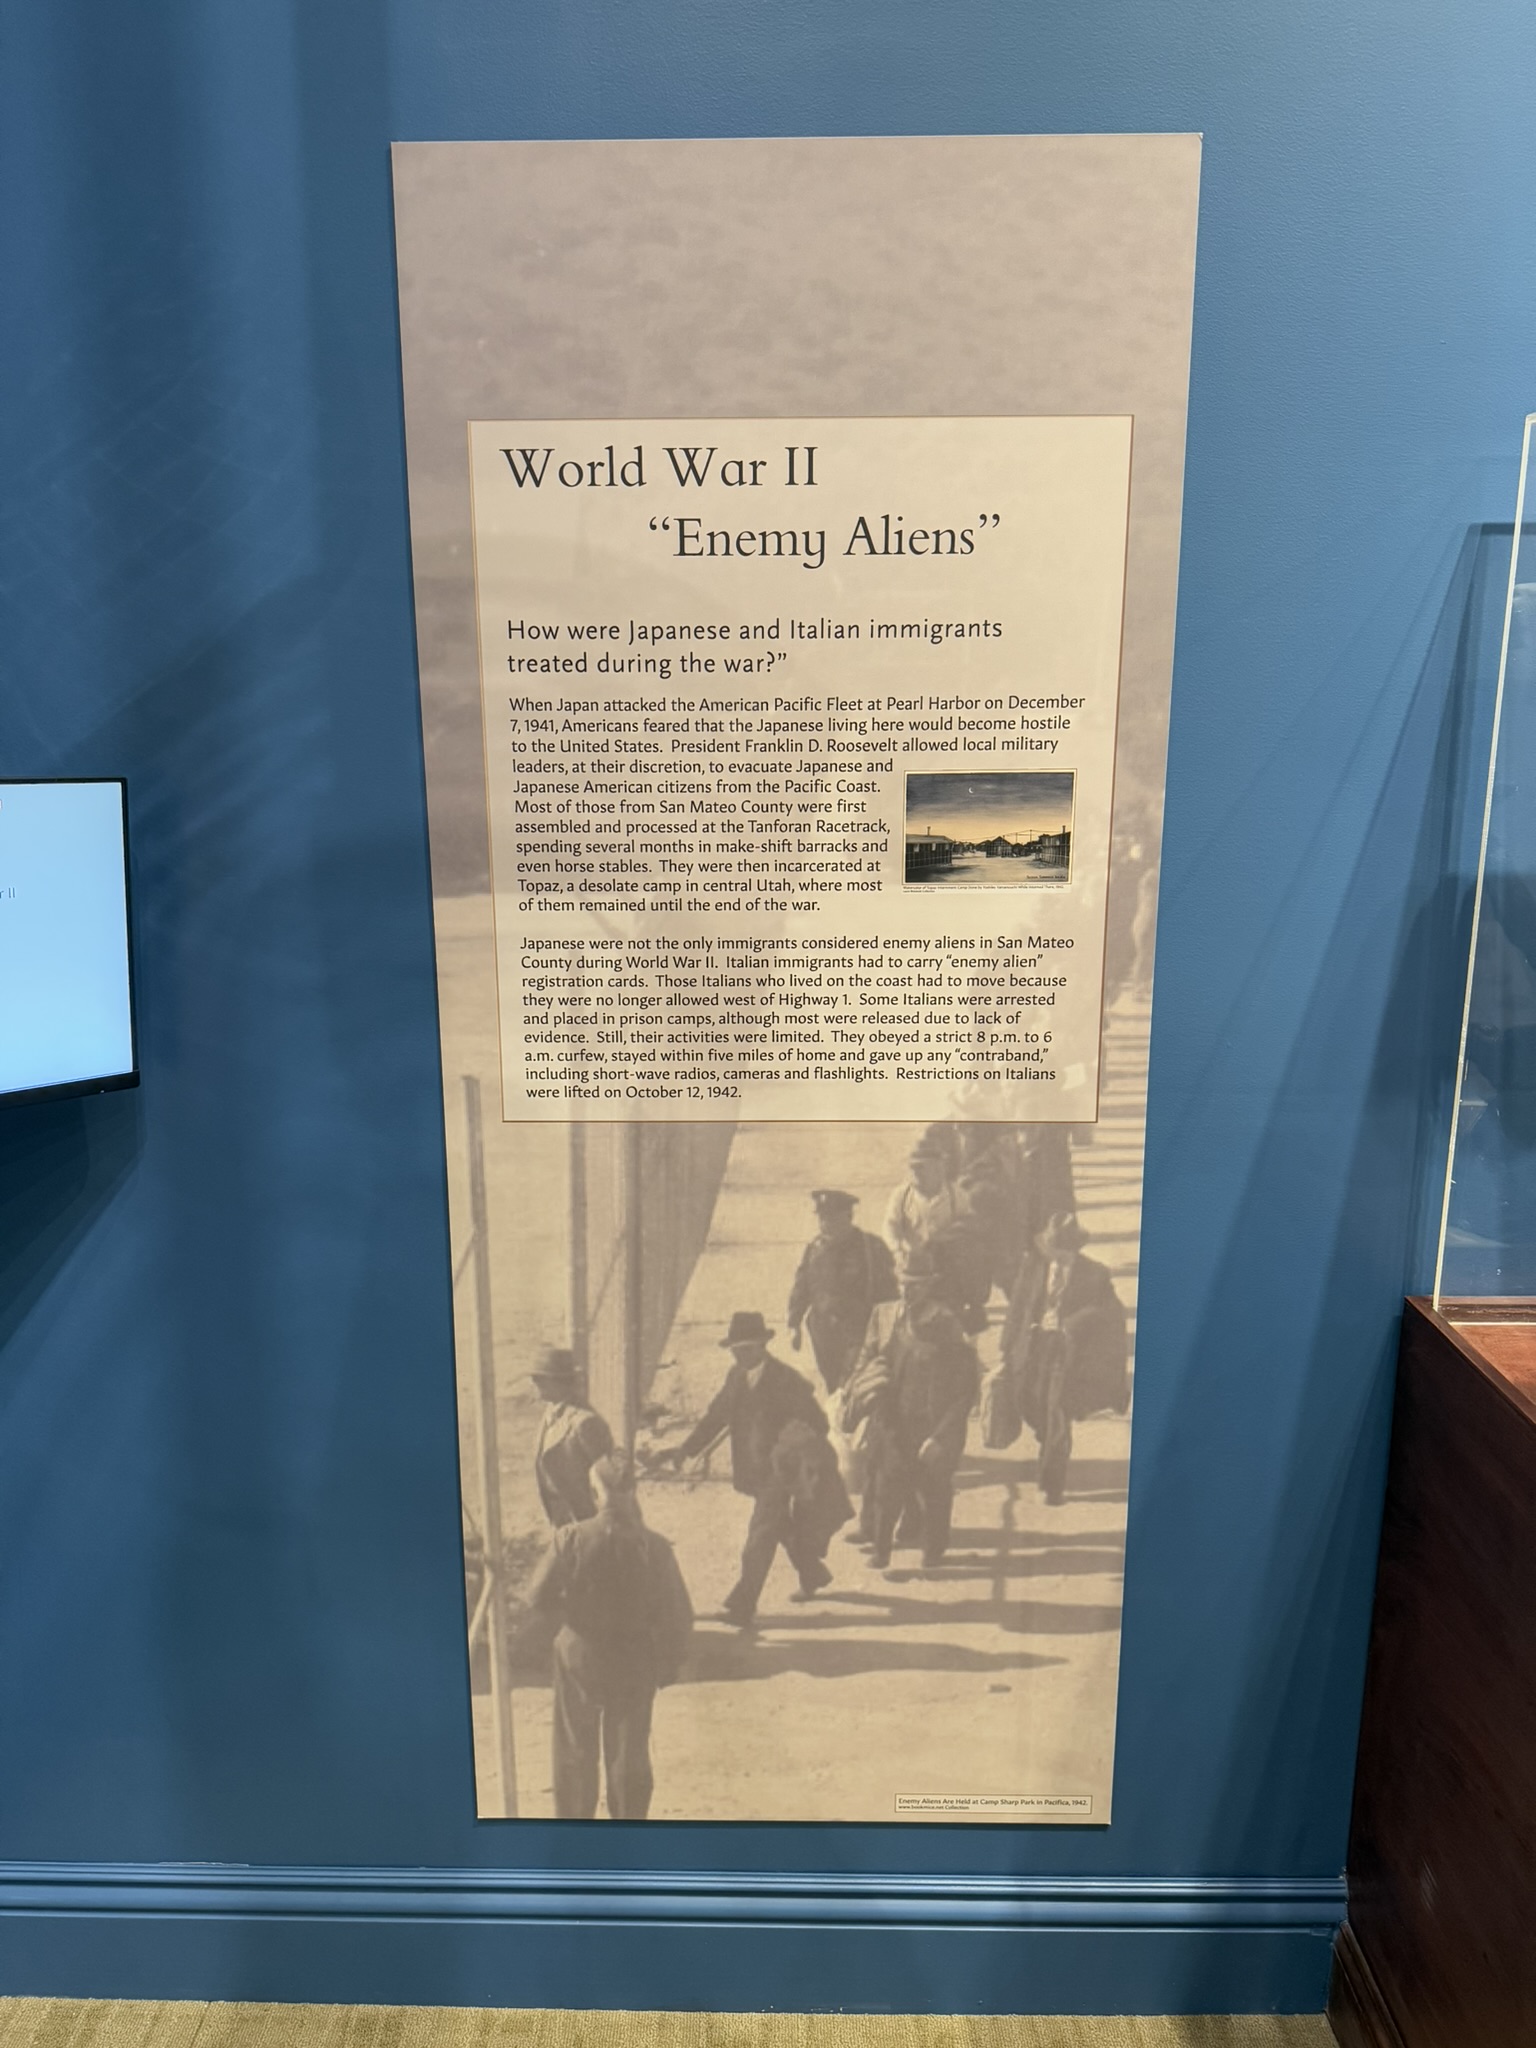 World War II
"Enemy Aliens"
How were Japanese and Italian immigrants
treated during the war?"
When Japan attacked the American Pacific Fleet at Pearl Harbor on December
7, 1941, Americans feared that the Japanese living here would become hostile
to the United States. President Franklin D. Roosevelt allowed local military
leaders, at their discretion, to evacuate Japanese and
Japanese American citizens from the Pacific Coast.
Most of those from San Mateo County were first
assembled and processed at the Tanforan Racetrack,
spending several months in make-shift barracks and
even horse stables. They were then incarcerated at
Topaz, a desolate camp in central Utah, where most
of them remained until the end of the war.
Japanese were not the only immigrants considered enemy aliens in San Mateo
County during World War II. Italian immigrants had to carry "enemy alien"
registration cards. Those Italians who lived on the coast had to move because
they were no longer allowed west of Highway 1. Some Italians were arrested
and placed in prison camps, although most were released due to lack of
evidence. Still, their activities were limited. They obeyed a strict 8 p.m. to 6
a.m. curfew, stayed within five miles of home and gave up any "contraband,"
including short-wave radios, cameras and flashlights. Restrictions on Italians
were lifted on October 12, 1942.
Enemy Aliens Are Held at Camp Sharp Park in Pacifica, 1942.
www.bookmice.net Collection